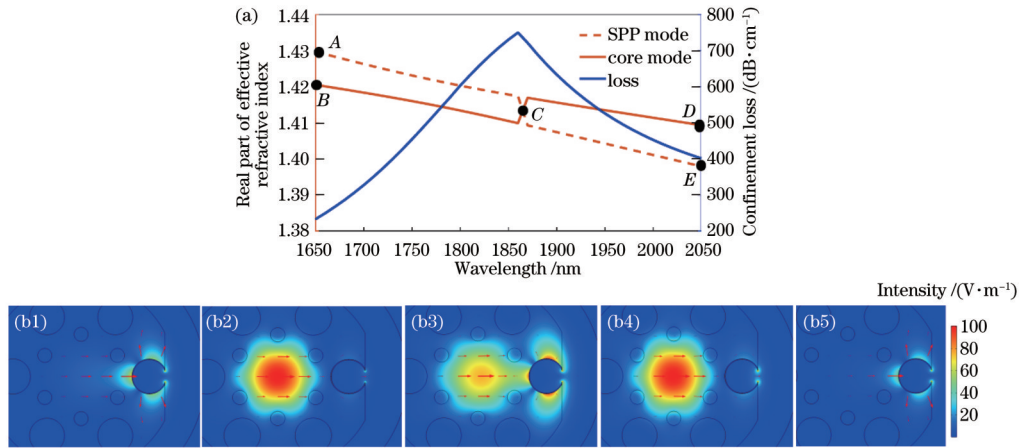 (a)
1.44
1.43
1.42
1.41
1.40
1.39
1.38
Real part of effective
refractive index
A
B
C
D
E
SPP mode
core mode
loss
800
700
600
500
400
300
200
Confinement loss /(dB·cm⁻¹)
1650 1700 1750 1800 1850 1900 1950 2000 2050
Wavelength /nm
Intensity /(V·m⁻¹)
(b1) (b2) (b3) (b4) (b5)
100
80
60
40
20